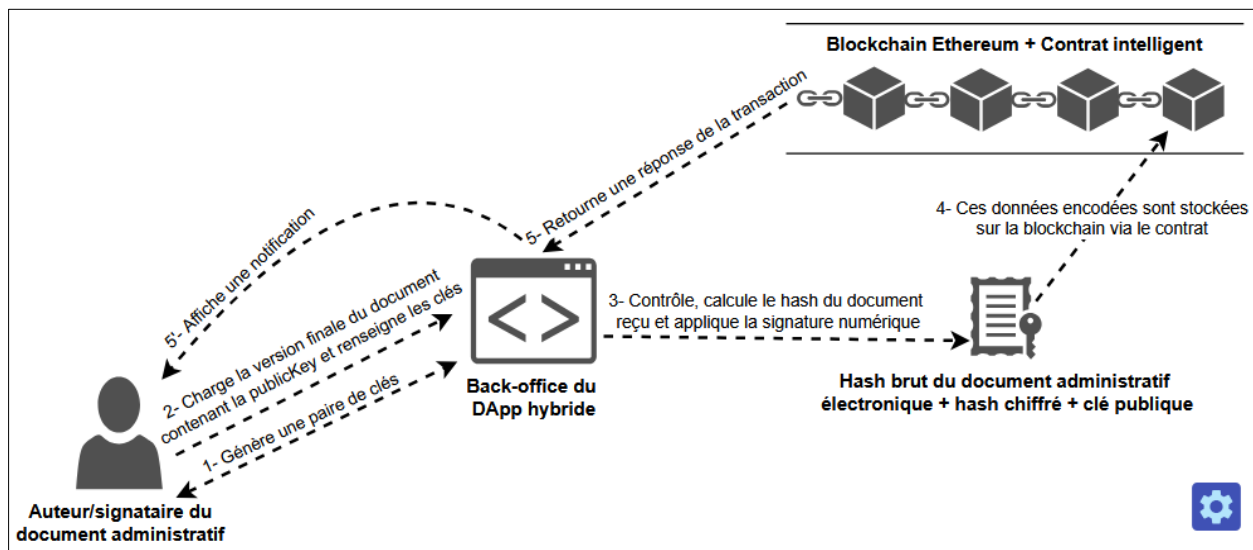 Blockchain Ethereum + Contrat intelligent
5- Retourne une réponse de la transaction
4- Ces données encodées sont stockées
sur la blockchain via le contrat
5'- Affiche une notification
2- Charge la version finale du document
contenant la publicKey et renseigne les clés
1- Génère une paire de clés
3- Contrôle, calcule le hash du document
reçu et applique la signature numérique
Back-office du
DApp hybride
Hash brut du document administratif
électronique + hash chiffré + clé publique
Auteur/signataire du
document administratif